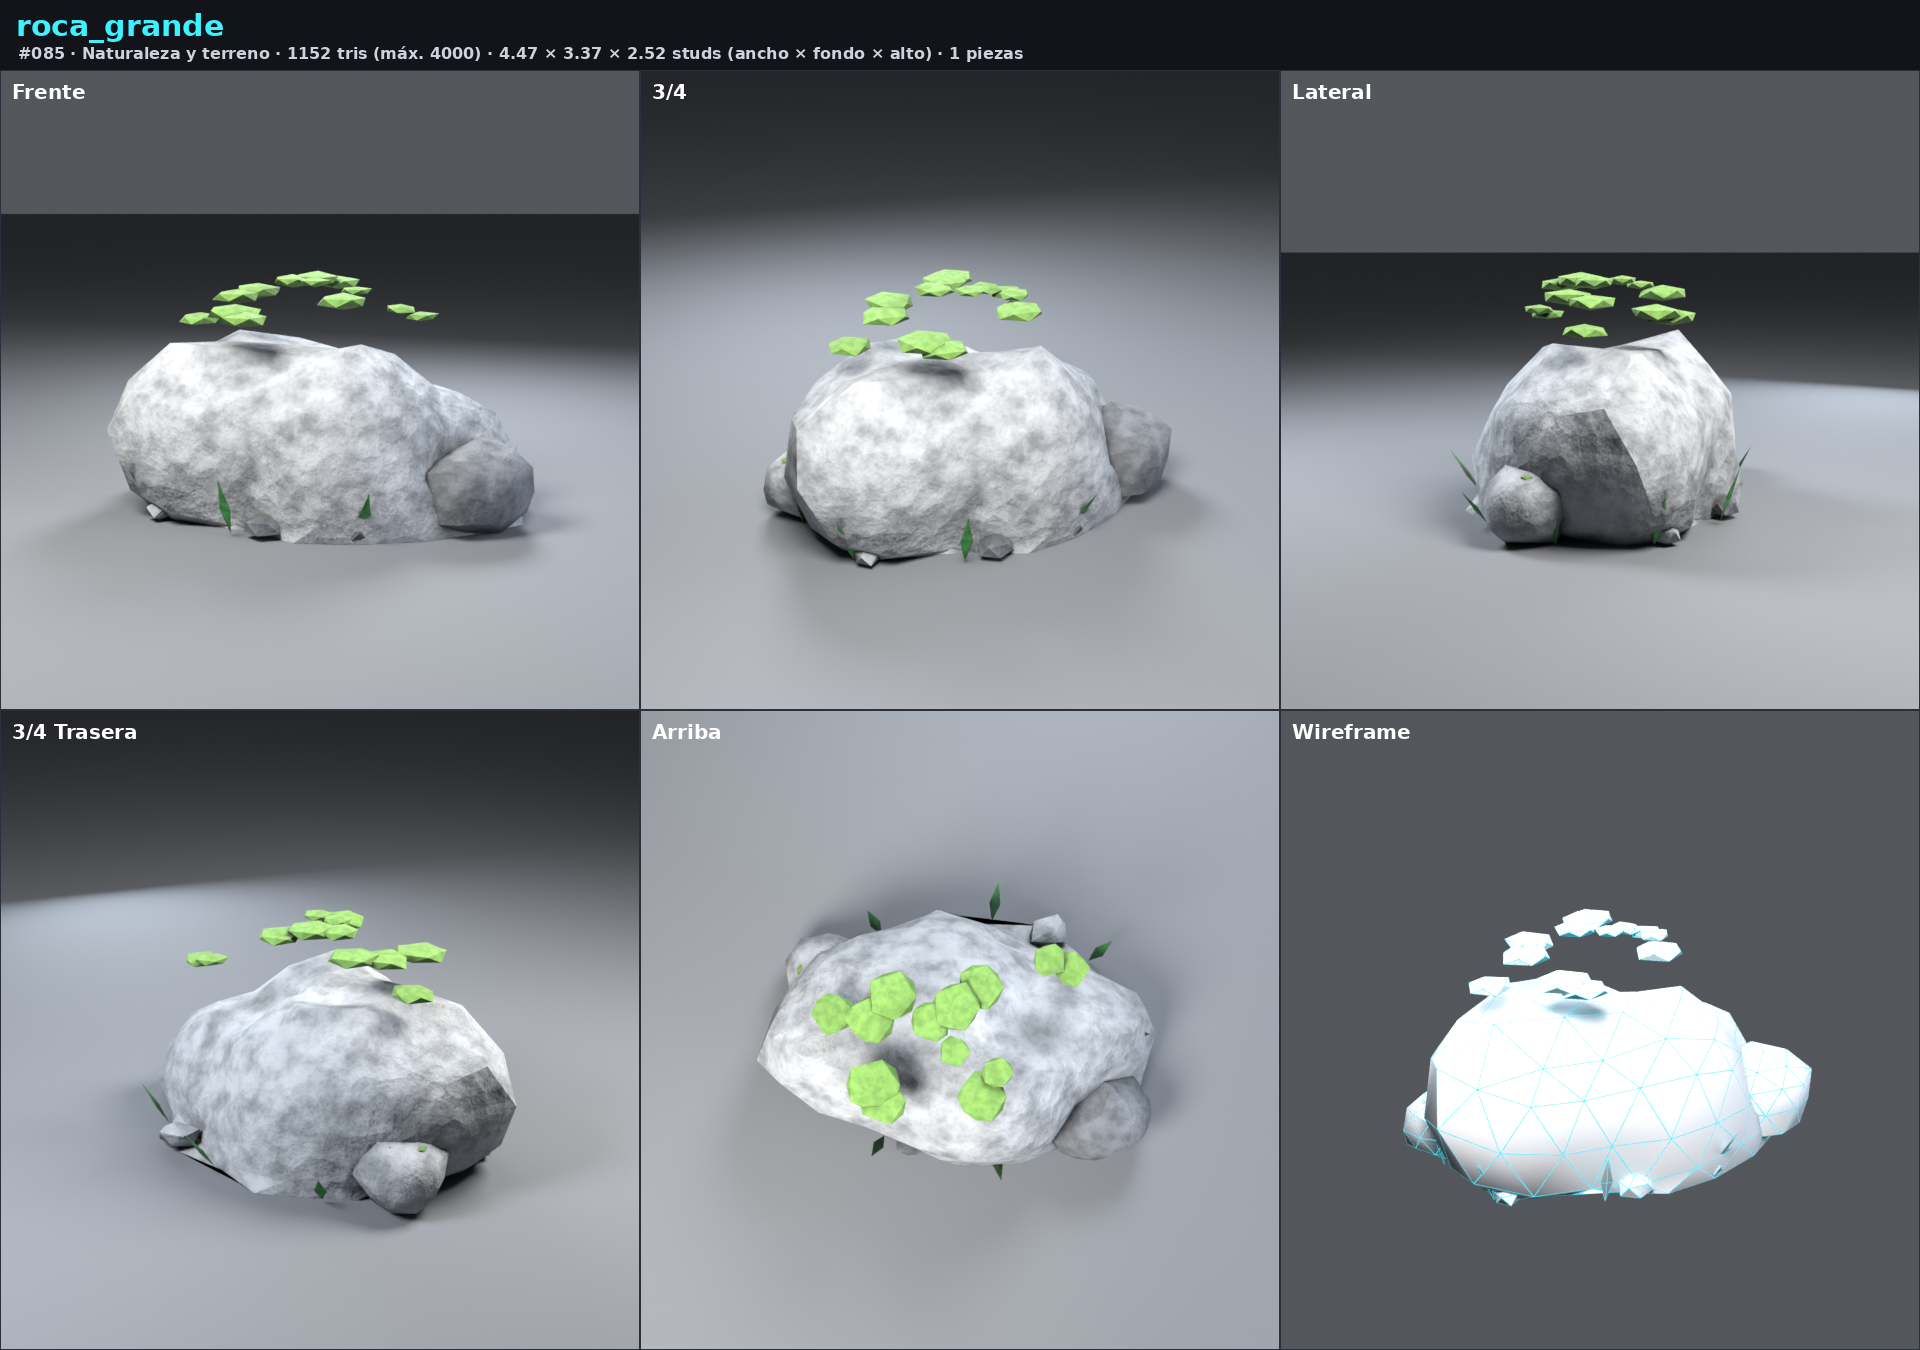 roca_grande
#085 · Naturaleza y terreno · 1152 tris (máx. 4000) · 4.47 × 3.37 × 2.52 studs (ancho × fondo × alto) · 1 piezas
Frente
3/4
Lateral
3/4 Trasera
Arriba
Wireframe